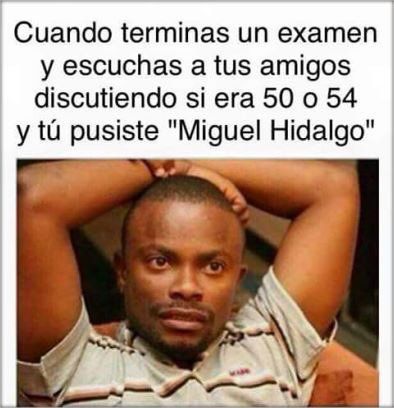 Cuando terminas un examen
y escuchas a tus amigos
discutiendo si era 50 o 54
y tú pusiste "Miguel Hidalgo"